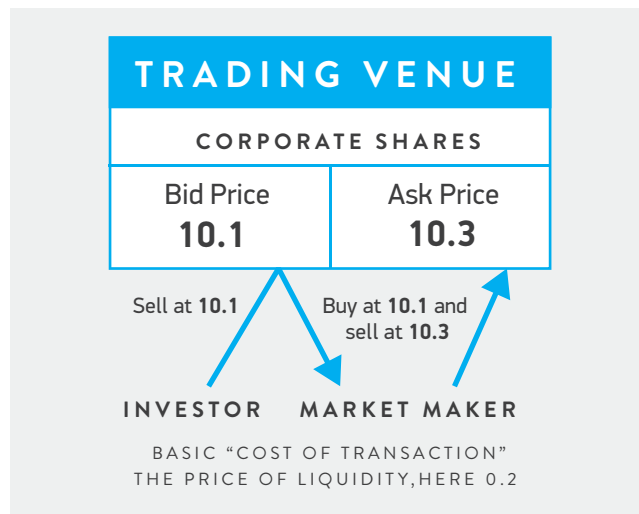 TRADING VENUE
CORPORATE SHARES
Bid Price
10.1
Ask Price
10.3
Sell at 10.1
Buy at 10.1 and
sell at 10.3
INVESTOR
MARKET MAKER
BASIC “COST OF TRANSACTION”
THE PRICE OF LIQUIDITY,HERE 0.2